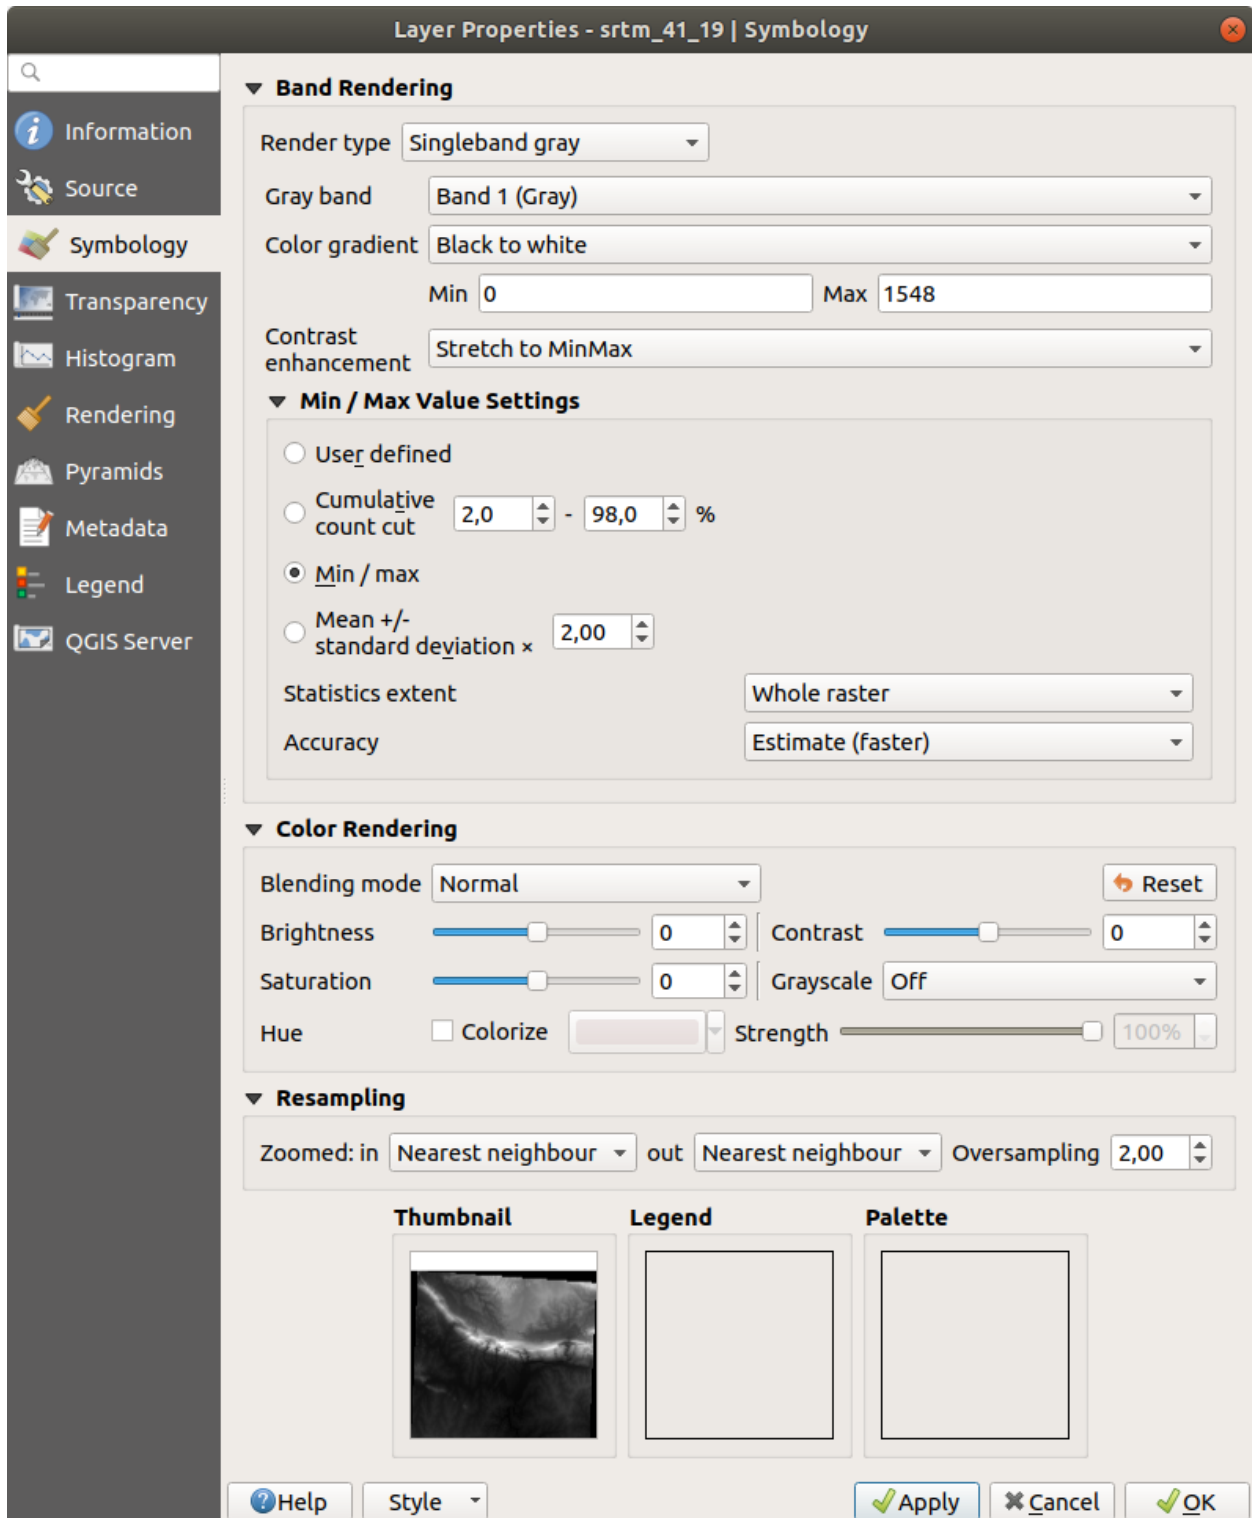 Layer Properties - srtm_41_19 | Symbology
Information
Source
Symbology
Transparency
Histogram
Rendering
Pyramids
Metadata
Legend
QGIS Server
Band Rendering
Render type Singleband gray
Gray band Band 1 (Gray)
Color gradient Black to white
Min 0 Max 1548
Contrast
enhancement Stretch to MinMax
Min / Max Value Settings
User defined
Cumulative
count cut 2,0 - 98,0 %
Min / max
Mean +/-
standard deviation × 2,00
Statistics extent Whole raster
Accuracy Estimate (faster)
Color Rendering
Blending mode Normal Reset
Brightness 0 Contrast 0
Saturation 0 Grayscale Off
Hue Colorize Strength 100%
Resampling
Zoomed: in Nearest neighbour out Nearest neighbour Oversampling 2,00
Thumbnail Legend Palette
Help Style Apply Cancel OK